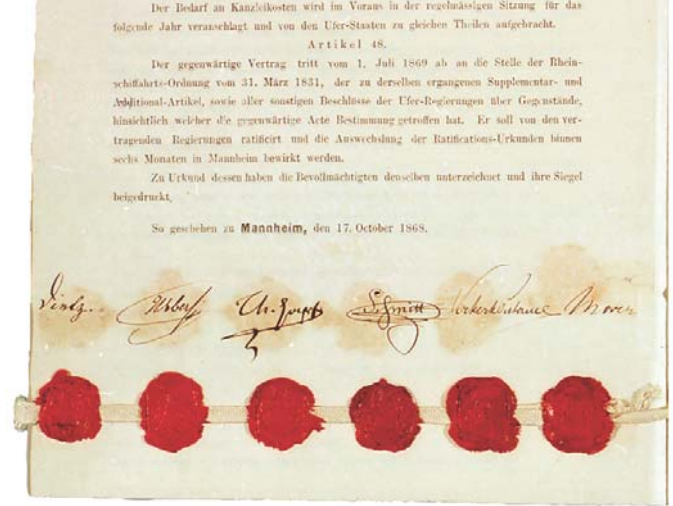 Der Bedarf an Kanzleikosten wird im Voraus in der regelmässigen Sitzung für das
folgende Jahr veranschlagt und von den Ufer-Staaten zu gleichen Theilen aufgebracht.
Artikel 48.
Der gegenwärtige Vertrag tritt vom 1. Juli 1869 ab an die Stelle der Rhein-
schiffahrts-Ordnung vom 31. März 1831, der zu derselben ergangenen Supplementar- und
Additional-Artikel, sowie aller sonstigen Beschlüsse der Ufer-Regierungen über Gegenstände,
hinsichtlich welcher die gegenwärtige Acte Bestimmung getroffen hat. Er soll von den ver-
tragenden Regierungen ratificirt und die Auswechslung der Ratifications-Urkunden binnen
sechs Monaten in Mannheim bewirkt werden.
Zu Urkund dessen haben die Bevollmächtigten denselben unterzeichnet und ihre Siegel
beigedruckt.
So geschehen zu Mannheim, den 17. October 1868.
Dietz. Schmitt